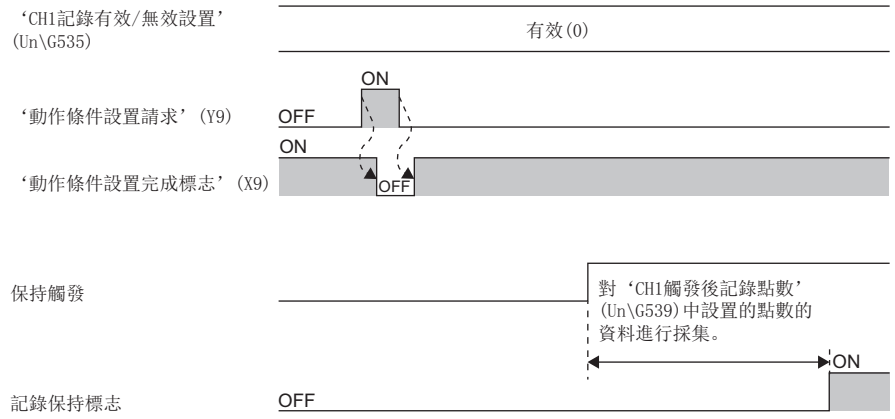 ‘CH1記錄有效/無效設置’
(Un\G535)
有效(0)
ON
‘動作條件設置請求’(Y9)
OFF
ON
‘動作條件設置完成標志’(X9)
OFF
保持觸發
對‘CH1觸發後記錄點數’
(Un\G539)中設置的點數的
資料進行採集。
ON
記錄保持標志
OFF